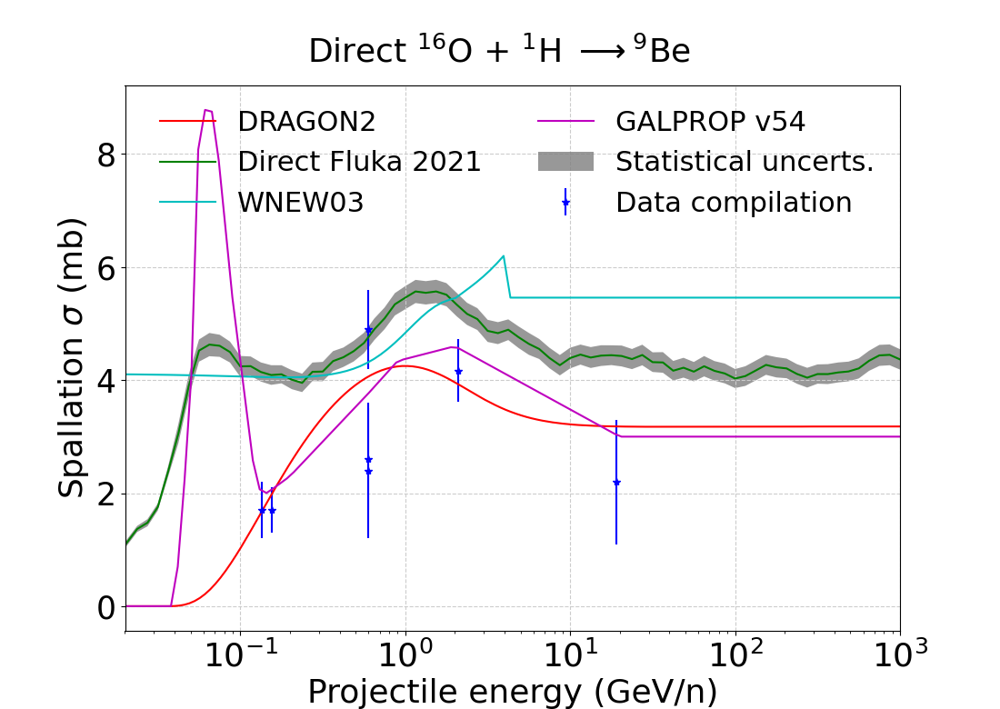 Direct ¹⁶O + ¹H ⟶ ⁹Be
DRAGON2
Direct Fluka 2021
WNEW03
GALPROP v54
Statistical uncerts.
Data compilation
Spallation σ (mb)
8
6
4
2
0
10⁻¹ 10⁰ 10¹ 10² 10³
Projectile energy (GeV/n)